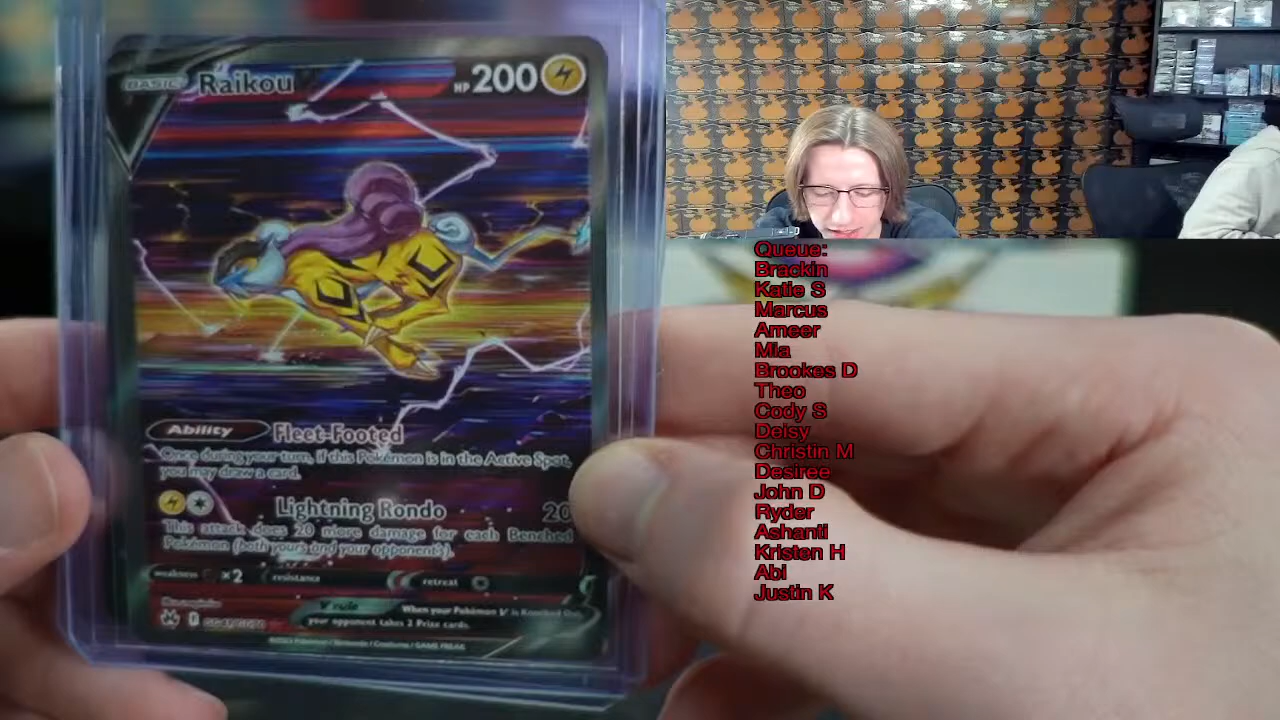 BASIC Raikou HP 200
Ability Fleet-Footed
Once during your turn, if this Pokémon is in the Active Spot,
you may draw a card.
Lightning Rondo 20
This attack does 20 more damage for each Benched
Pokémon (both yours and your opponent's).
weakness x2 resistance retreat
V rule When your Pokémon V is Knocked Out,
your opponent takes 2 Prize cards.
Queue:
Brackin
Katie S
Marcus
Ameer
Mia
Brookes D
Theo
Cody S
Deisy
Christin M
Desiree
John D
Ryder
Ashanti
Kristen H
Abi
Justin K